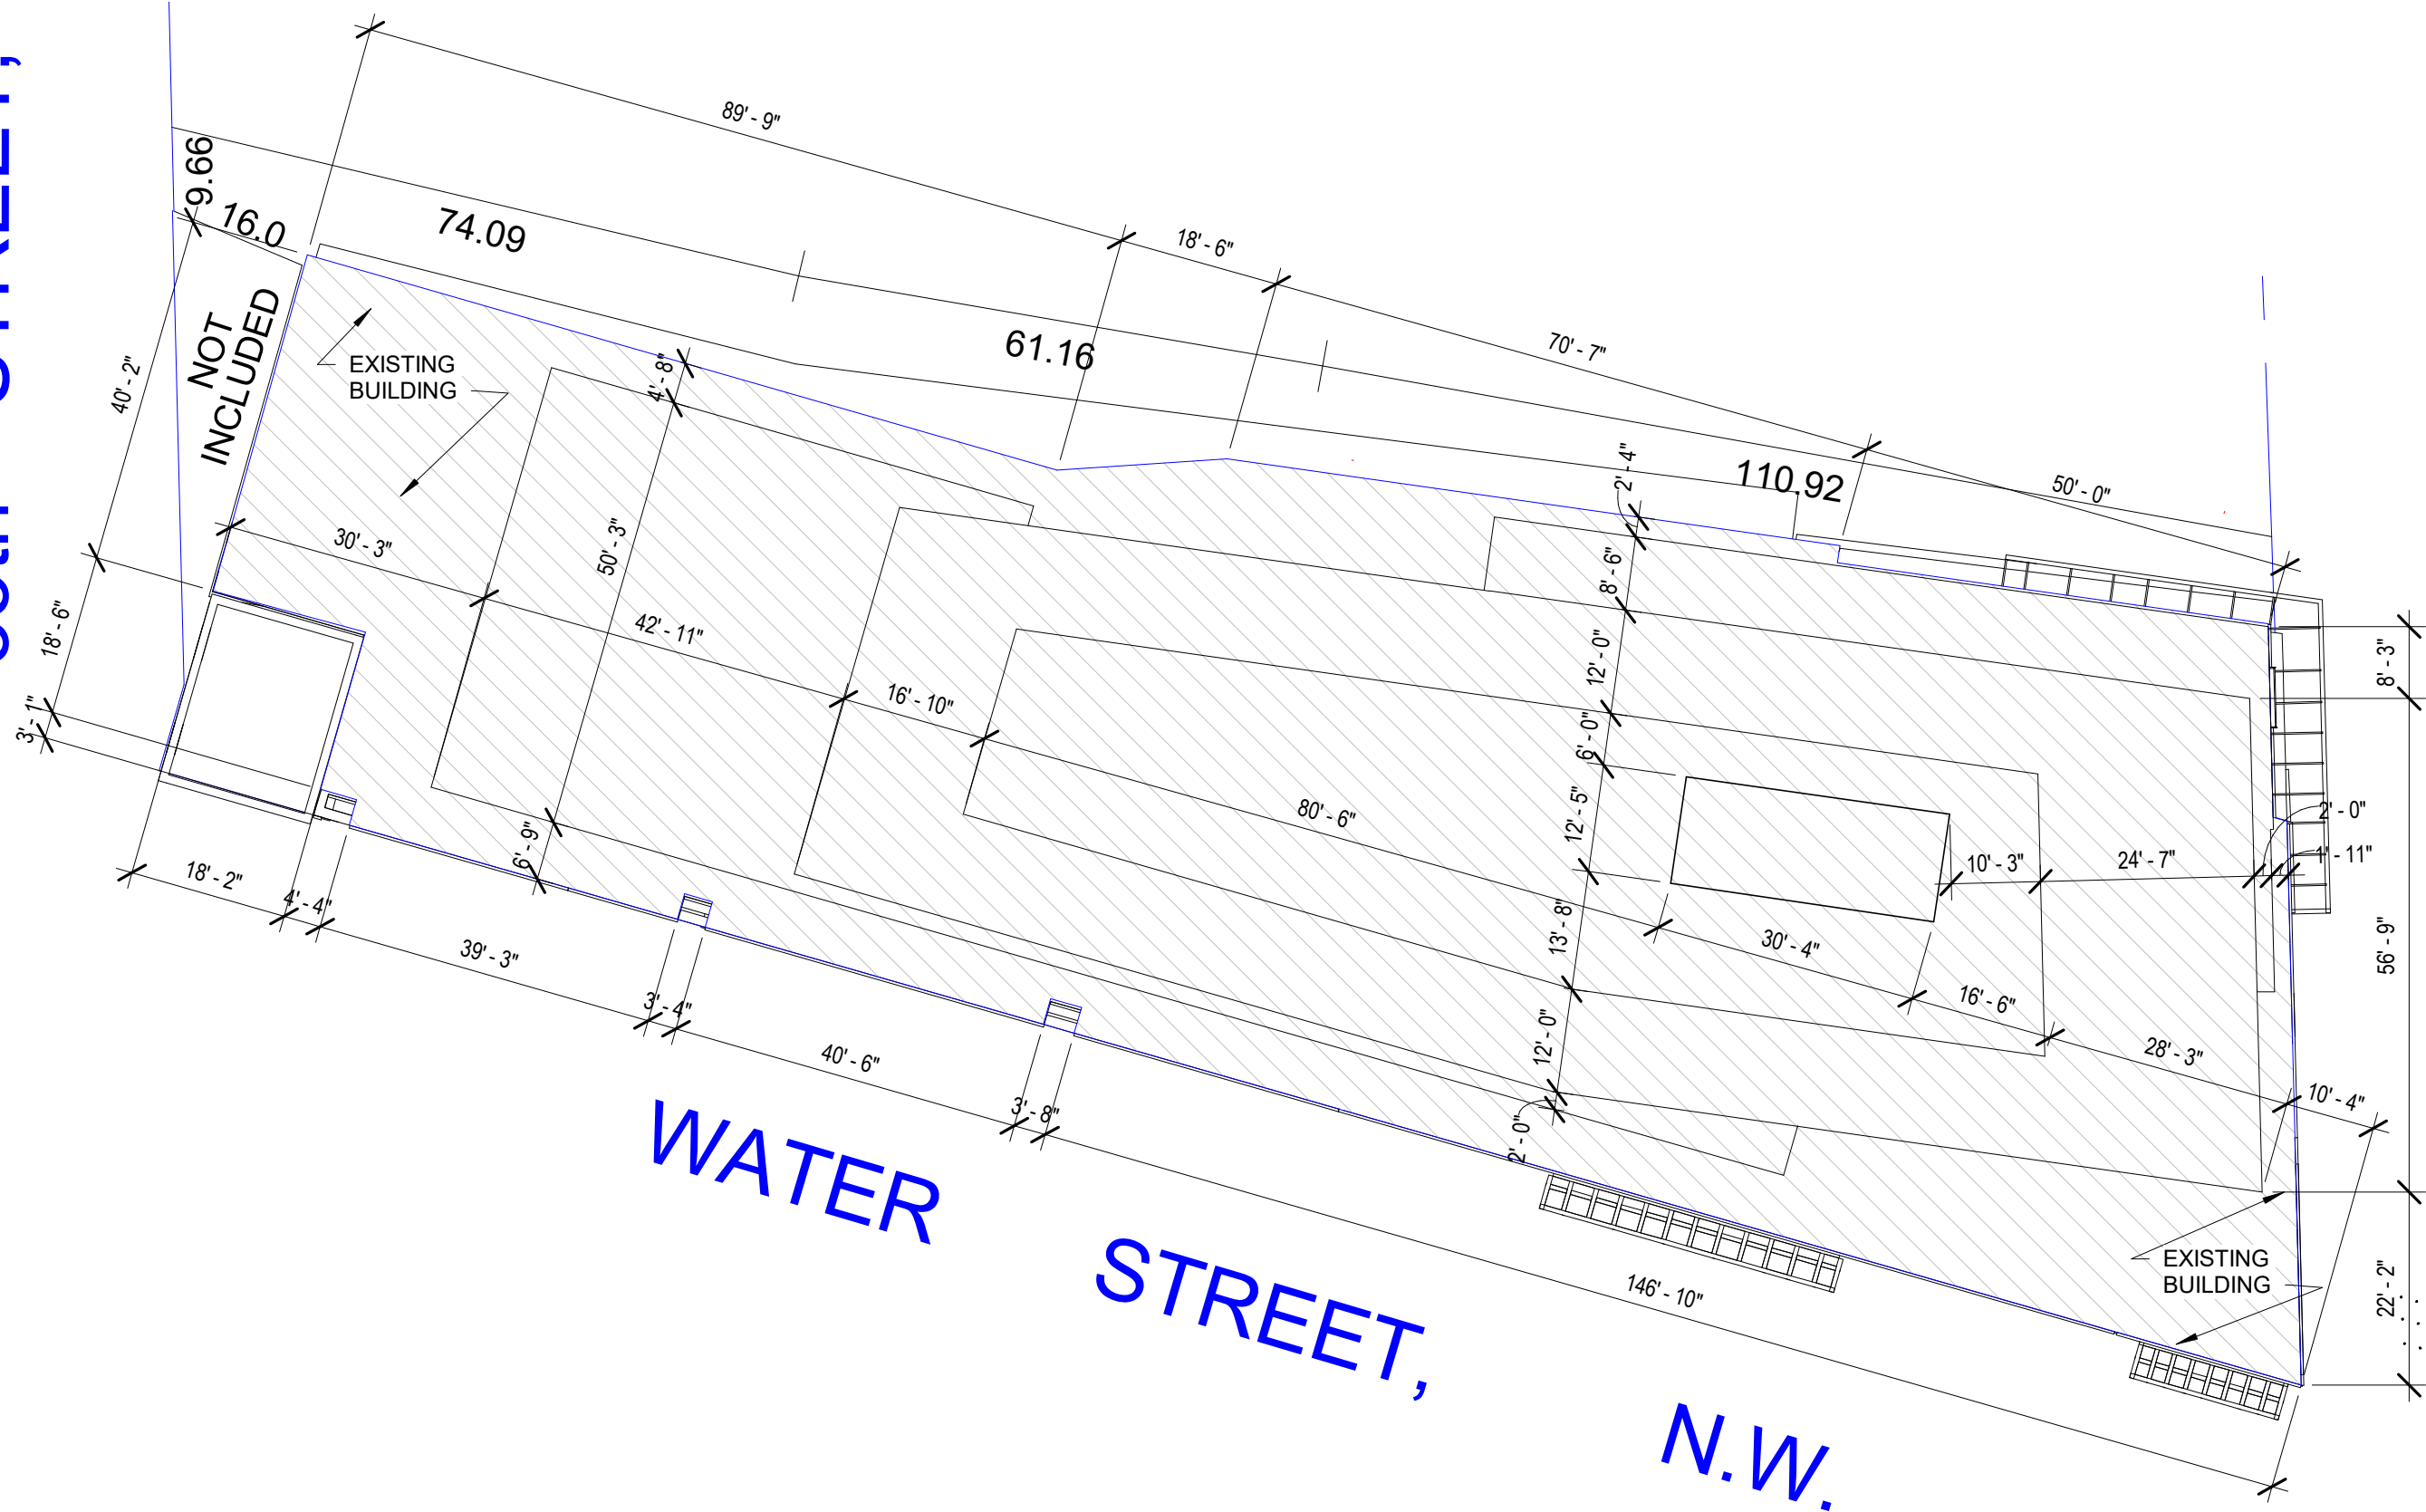 89' - 9"
9.66
16.0
74.09
18' - 6"
61.16
70' - 7"
110.92
50' - 0"
NOT
INCLUDED
40' - 2"
EXISTING
BUILDING
4' - 8"
2' - 4"
30' - 3"
50' - 3"
8' - 6"
18' - 6"
42' - 11"
12' - 0"
8' - 3"
3' - 1"
16' - 10"
6' - 0"
80' - 6"
12' - 5"
2' - 0"
6' - 9"
10' - 3"
24' - 7"
1' - 11"
18' - 2"
4' - 4"
13' - 8"
30' - 4"
56' - 9"
39' - 3"
3' - 4"
16' - 6"
40' - 6"
12' - 0"
28' - 3"
3' - 8"
10' - 4"
2' - 0"
EXISTING
BUILDING
146' - 10"
22' - 2"
WATER STREET, N.W.